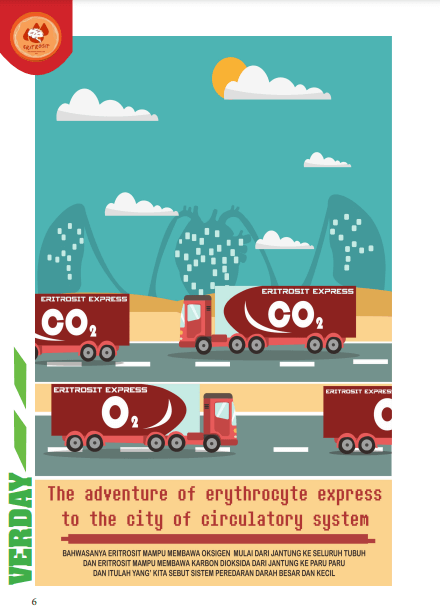 ERITROSIT EXPRESS
CO2
ERITROSIT EXPRESS
CO2
ERITROSIT EXPRESS
O2
ERITROSIT EXPRESS
O
The adventure of erythrocyte express
to the city of circulatory system
BAHWASANYA ERITROSIT MAMPU MEMBAWA OKSIGEN MULAI DARI JANTUNG KE SELURUH TUBUH
DAN ERITROSIT MAMPU MEMBAWA KARBON DIOKSIDA DARI JANTUNG KE PARU PARU
DAN ITULAH YANG' KITA SEBUT SISTEM PEREDARAN DARAH BESAR DAN KECIL
VERDAY
6